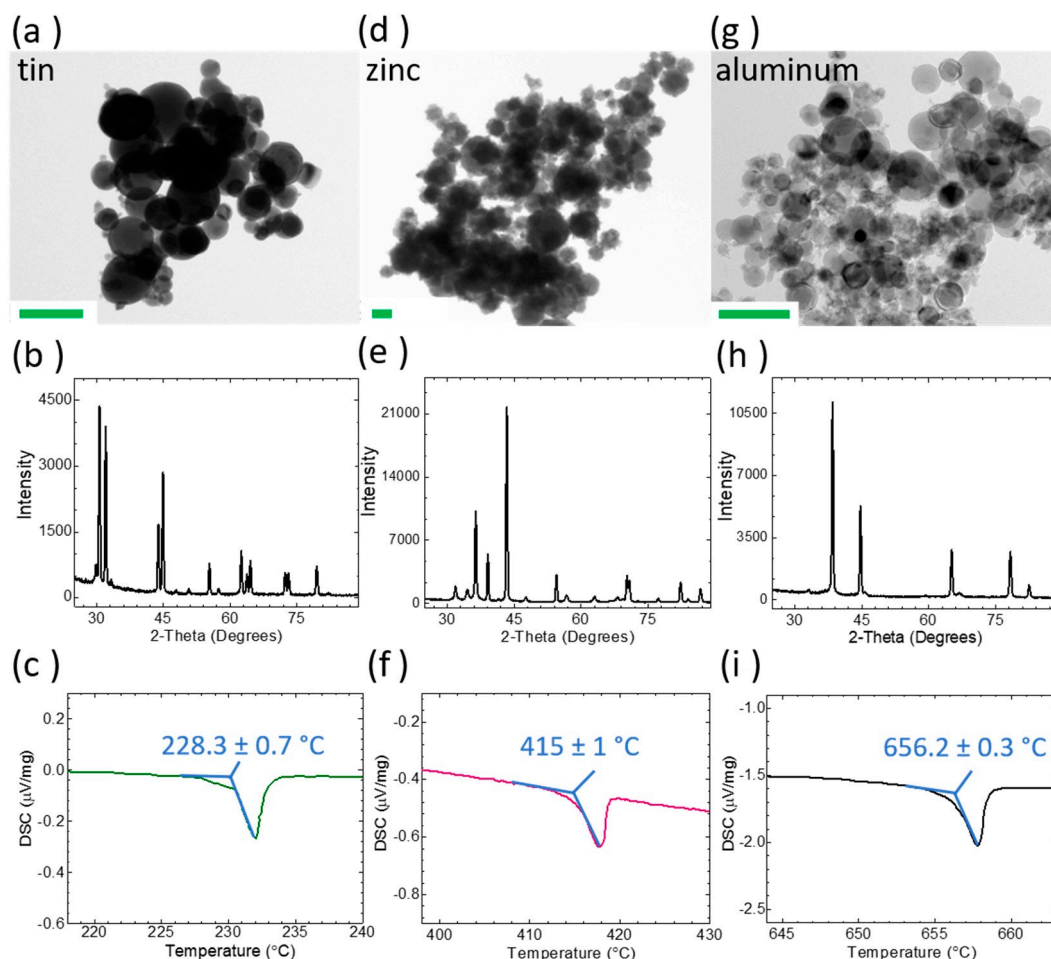 (a )
tin
(d )
zinc
(g )
aluminum
(b )
4500
3000
1500
0
Intensity
30 45 60 75
2-Theta (Degrees)
(e )
21000
14000
7000
0
Intensity
30 45 60 75
2-Theta (Degrees)
(h )
10500
7000
3500
0
Intensity
30 45 60 75
2-Theta (Degrees)
(c )
228.3 ± 0.7 °C
0.2
0.0
-0.2
-0.4
-0.6
DSC (µV/mg)
220 225 230 235 240
Temperature (°C)
(f )
415 ± 1 °C
-0.2
-0.4
-0.6
-0.8
DSC (µV/mg)
400 410 420 430
Temperature (°C)
(i )
656.2 ± 0.3 °C
-1.0
-1.5
-2.0
-2.5
DSC (µV/mg)
645 650 655 660
Temperature (°C)